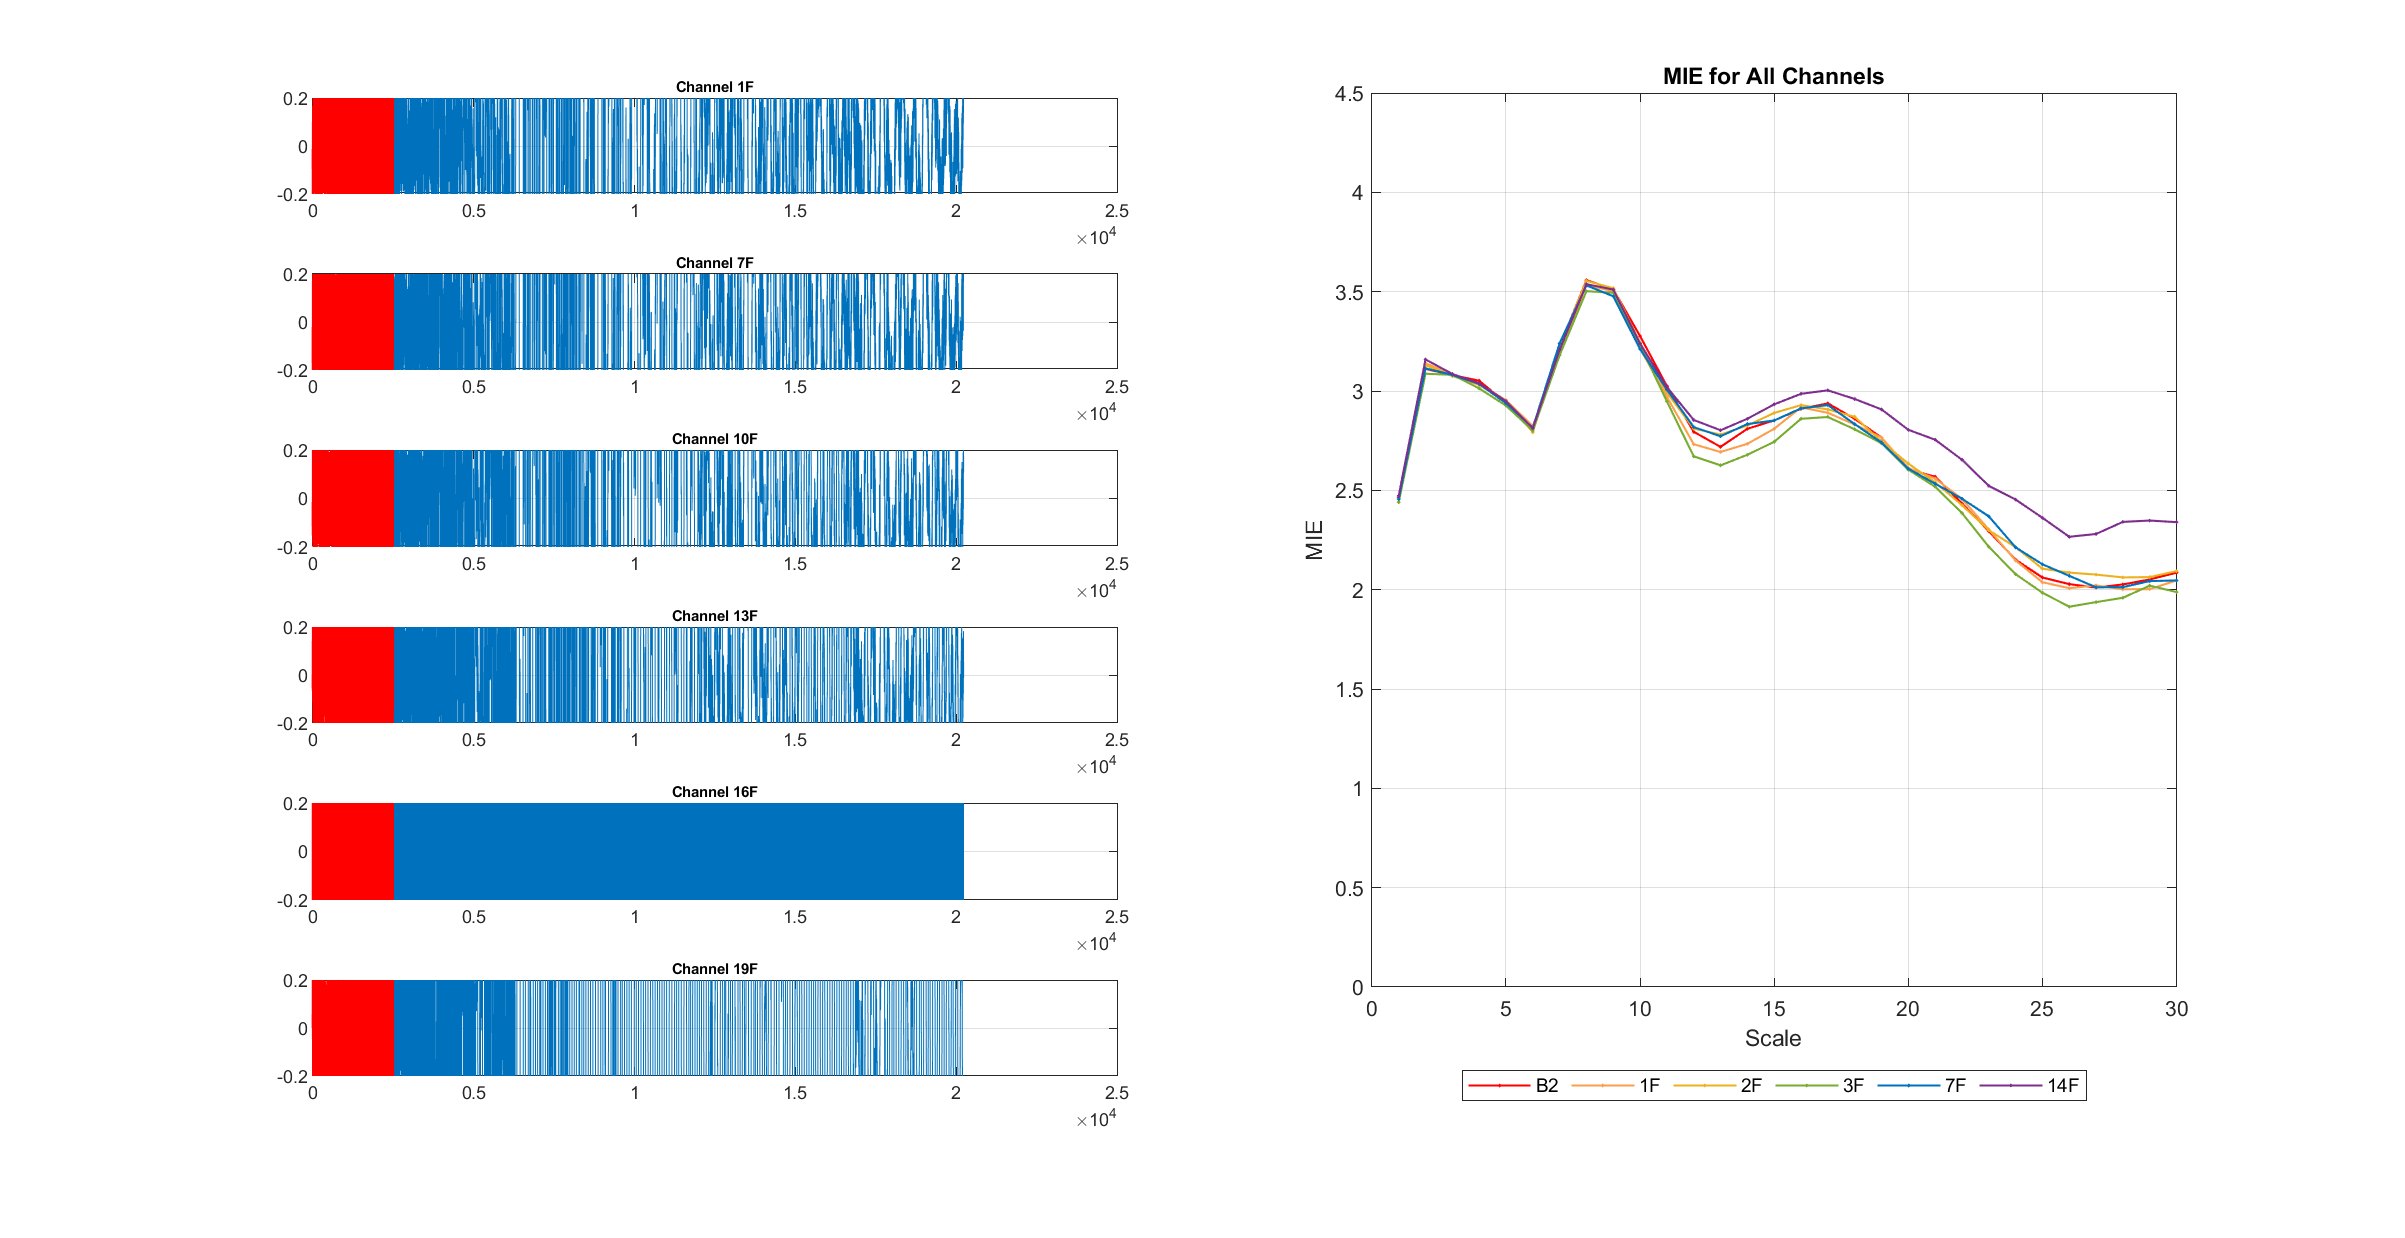 Channel 1F
0.2
0
-0.2
0 0.5 1 1.5 2 2.5
×10^4
Channel 7F
0.2
0
-0.2
0 0.5 1 1.5 2 2.5
×10^4
Channel 10F
0.2
0
-0.2
0 0.5 1 1.5 2 2.5
×10^4
Channel 13F
0.2
0
-0.2
0 0.5 1 1.5 2 2.5
×10^4
Channel 16F
0.2
0
-0.2
0 0.5 1 1.5 2 2.5
×10^4
Channel 19F
0.2
0
-0.2
0 0.5 1 1.5 2 2.5
×10^4
MIE for All Channels
4.5
4
3.5
3
2.5
2
1.5
1
0.5
0
MIE
0 5 10 15 20 25 30
Scale
B2 1F 2F 3F 7F 14F